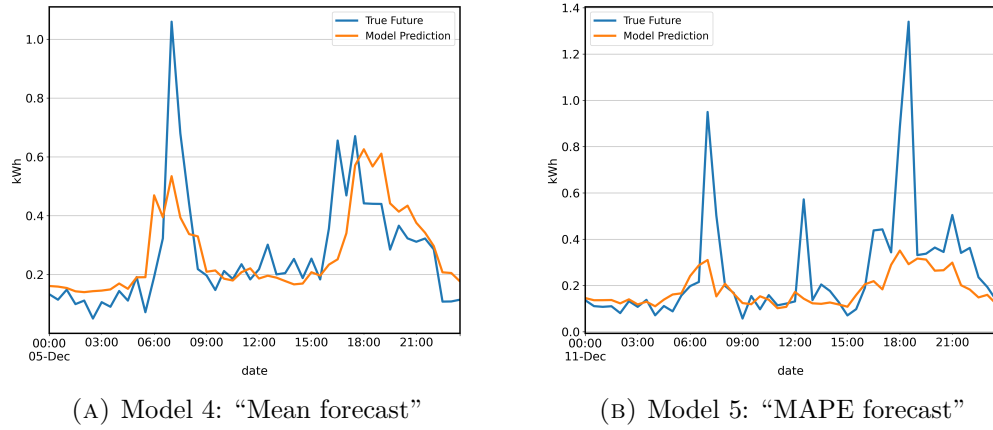 True Future
Model Prediction
1.0
0.8
0.6
0.4
0.2
kWh
00:00 03:00 06:00 09:00 12:00 15:00 18:00 21:00
05-Dec
date
(A) Model 4: “Mean forecast”
True Future
Model Prediction
1.4
1.2
1.0
0.8
0.6
0.4
0.2
0.0
kWh
00:00 03:00 06:00 09:00 12:00 15:00 18:00 21:00
11-Dec
date
(B) Model 5: “MAPE forecast”